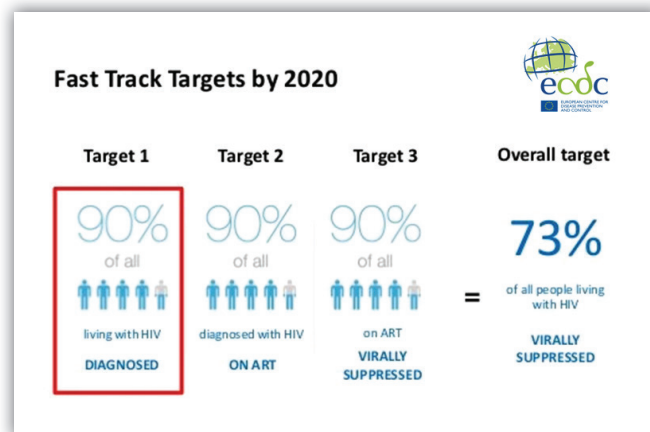 Fast Track Targets by 2020
ecdc
EUROPEAN CENTRE FOR
DISEASE PREVENTION
AND CONTROL
Target 1
Target 2
Target 3
Overall target
90%
of all
living with HIV
DIAGNOSED
90%
of all
diagnosed with HIV
ON ART
90%
of all
on ART
VIRALLY
SUPPRESSED
=
73%
of all people living
with HIV
VIRALLY
SUPPRESSED